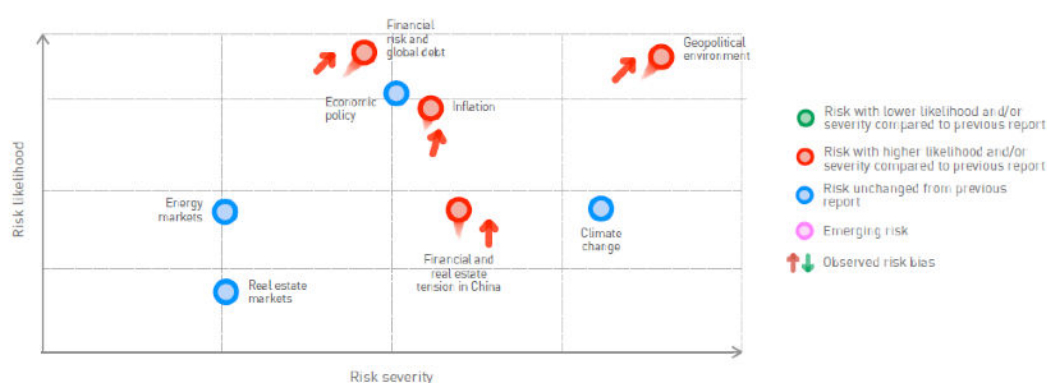 Financial
risk and
global debt
Geopolitical
environment
Economic
policy
Inflation
Risk with lower likelihood and/or
severity compared to previous report
Risk with higher likelihood and/or
severity compared to previous report
Risk unchanged from previous
report
Emerging risk
Observed risk bias
Risk likelihood
Energy
markets
Climate
change
Financial and
real estate
tension in China
Real estate
markets
Risk severity